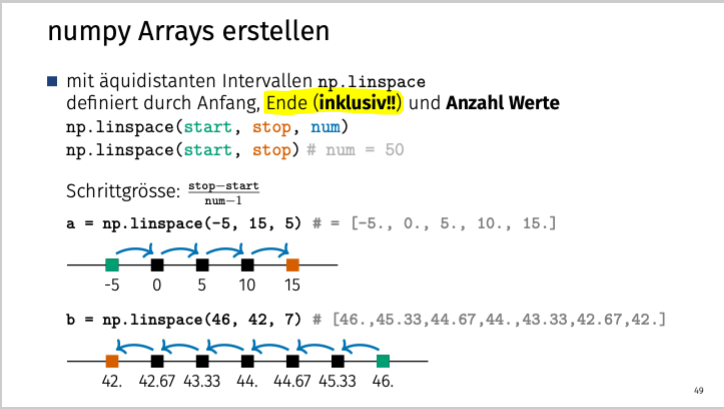 numpy Arrays erstellen
mit äquidistanten Intervallen np.linspace
definiert durch Anfang, Ende (inklusiv!!) und Anzahl Werte
np.linspace(start, stop, num)
np.linspace(start, stop) # num = 50
Schrittgrösse: stop−start
num−1
a = np.linspace(-5, 15, 5) # = [-5., 0., 5., 10., 15.]
-5 0 5 10 15
b = np.linspace(46, 42, 7) # [46.,45.33,44.67,44.,43.33,42.67,42.]
42. 42.67 43.33 44. 44.67 45.33 46.
49